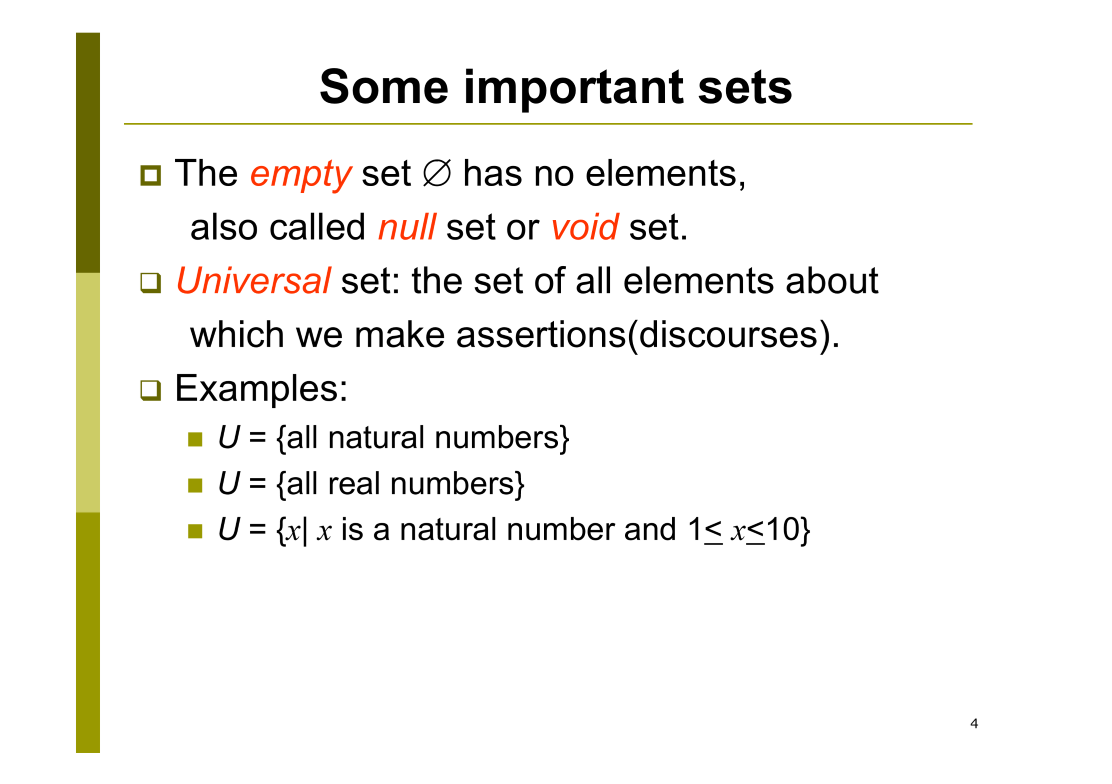 Some important sets
The empty set ∅ has no elements,
also called null set or void set.
Universal set: the set of all elements about
which we make assertions(discourses).
Examples:
U = {all natural numbers}
U = {all real numbers}
U = {x| x is a natural number and 1≤ x≤10}
4